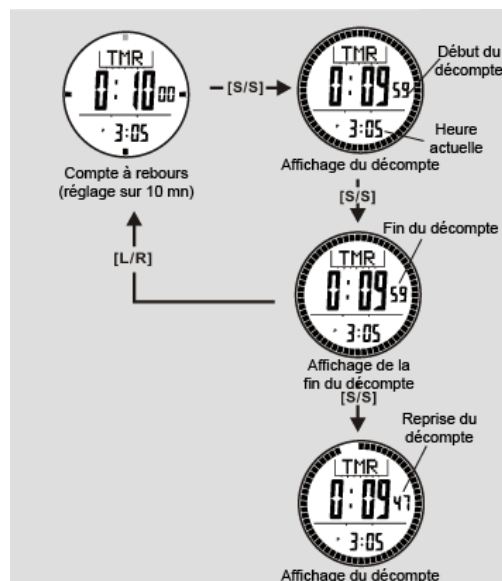 TMR
0:10 00
3:05
Compte à rebours
(réglage sur 10 mn)
[S/S]
TMR
0:09 59
3:05
Début du
décompte
Heure
actuelle
Affichage du décompte
[S/S]
[L/R]
Fin du décompte
TMR
0:09 59
3:05
Affichage de la
fin du décompte
[S/S]
Reprise du
décompte
TMR
0:09 47
3:05
Affichage du décompte